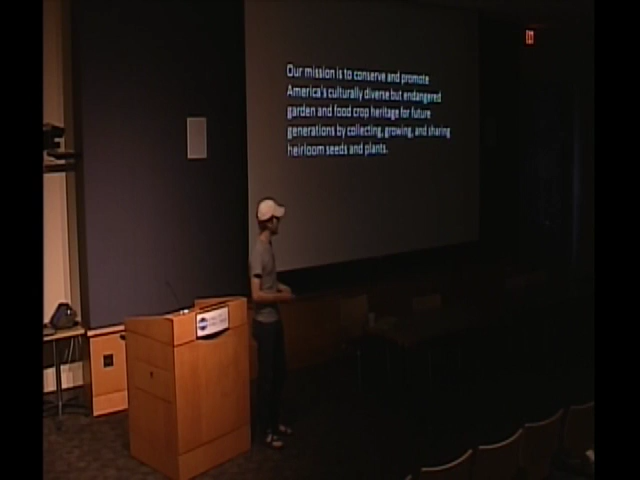 Our mission is to conserve and promote
America's culturally diverse but endangered
garden and food crop heritage for future
generations by collecting, growing, and sharing
heirloom seeds and plants.